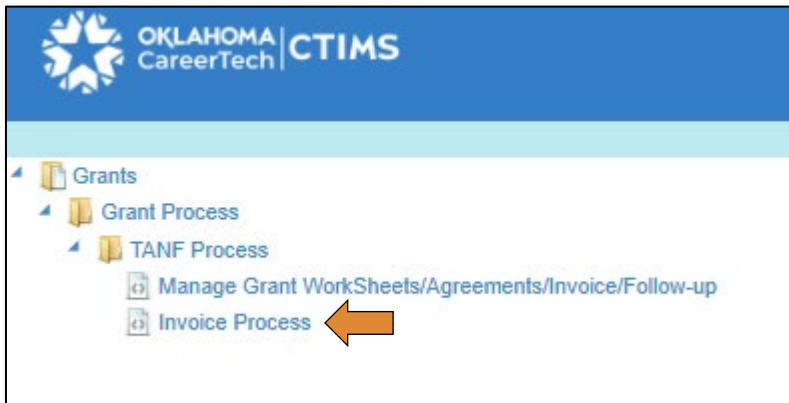 OKLAHOMA
CareerTech CTIMS
Grants
Grant Process
TANF Process
Manage Grant WorkSheets/Agreements/Invoice/Follow-up
Invoice Process